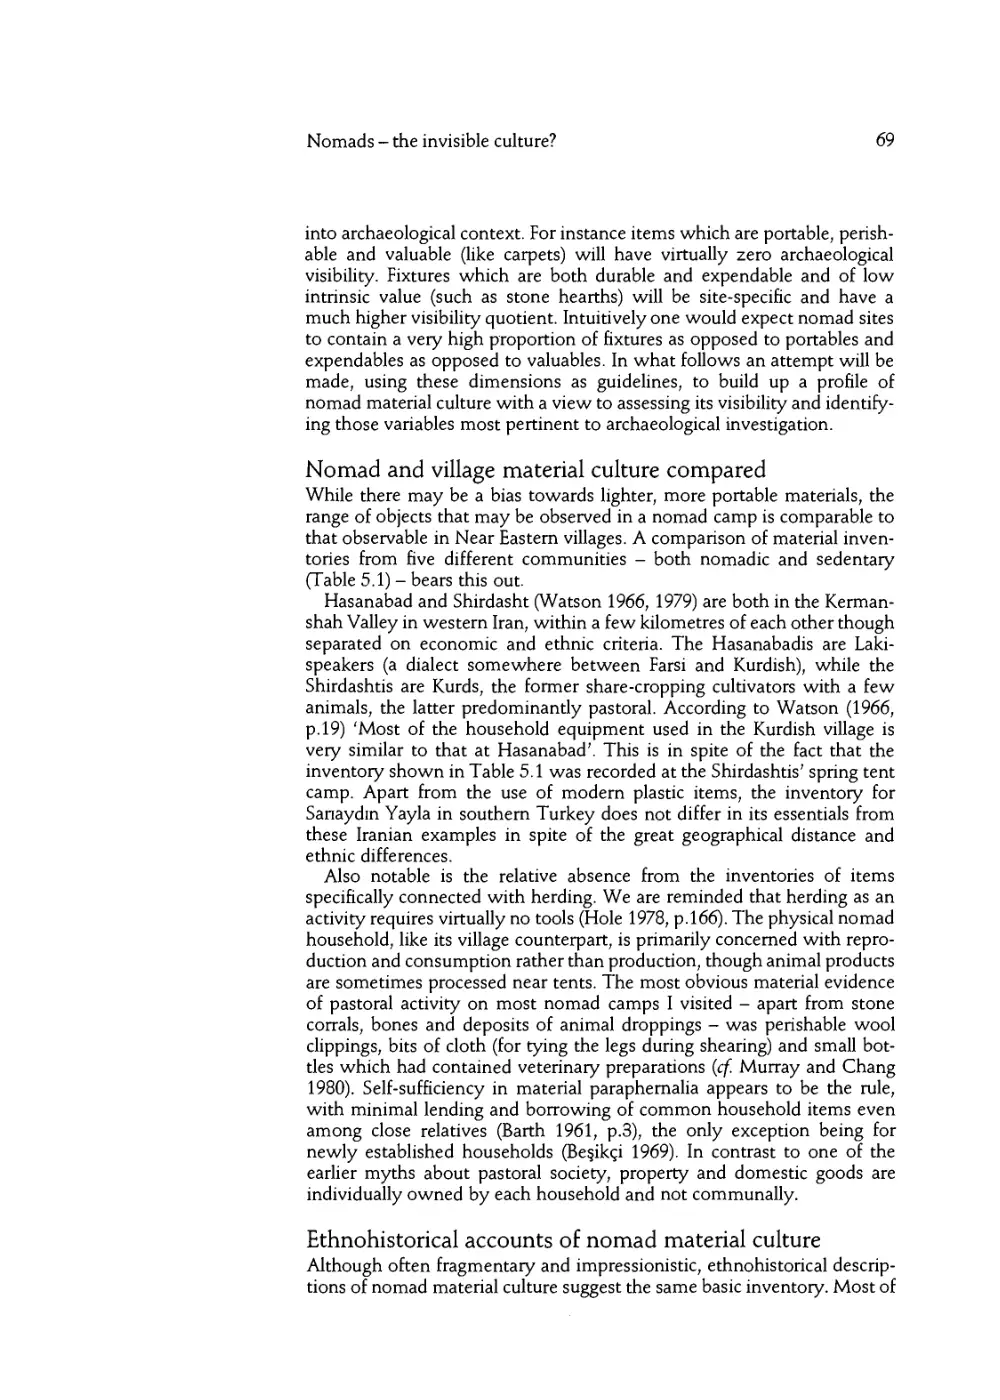 Nomads – the invisible culture? 69
into archaeological context. For instance items which are portable, perish-
able and valuable (like carpets) will have virtually zero archaeological
visibility. Fixtures which are both durable and expendable and of low
intrinsic value (such as stone hearths) will be site-specific and have a
much higher visibility quotient. Intuitively one would expect nomad sites
to contain a very high proportion of fixtures as opposed to portables and
expendables as opposed to valuables. In what follows an attempt will be
made, using these dimensions as guidelines, to build up a profile of
nomad material culture with a view to assessing its visibility and identify-
ing those variables most pertinent to archaeological investigation.
Nomad and village material culture compared
While there may be a bias towards lighter, more portable materials, the
range of objects that may be observed in a nomad camp is comparable to
that observable in Near Eastern villages. A comparison of material inven-
tories from five different communities – both nomadic and sedentary
(Table 5.1) – bears this out.
Hasanabad and Shirdasht (Watson 1966, 1979) are both in the Kerman-
shah Valley in western Iran, within a few kilometres of each other though
separated on economic and ethnic criteria. The Hasanabadis are Laki-
speakers (a dialect somewhere between Farsi and Kurdish), while the
Shirdashtis are Kurds, the former share-cropping cultivators with a few
animals, the latter predominantly pastoral. According to Watson (1966,
p.19) ‘Most of the household equipment used in the Kurdish village is
very similar to that at Hasanabad’. This is in spite of the fact that the
inventory shown in Table 5.1 was recorded at the Shirdashtis’ spring tent
camp. Apart from the use of modern plastic items, the inventory for
Sarıaydın Yayla in southern Turkey does not differ in its essentials from
these Iranian examples in spite of the great geographical distance and
ethnic differences.
Also notable is the relative absence from the inventories of items
specifically connected with herding. We are reminded that herding as an
activity requires virtually no tools (Hole 1978, p.166). The physical nomad
household, like its village counterpart, is primarily concerned with repro-
duction and consumption rather than production, though animal products
are sometimes processed near tents. The most obvious material evidence
of pastoral activity on most nomad camps I visited – apart from stone
corrals, bones and deposits of animal droppings – was perishable wool
clippings, bits of cloth (for tying the legs during shearing) and small bot-
tles which had contained veterinary preparations (cf. Murray and Chang
1980). Self-sufficiency in material paraphernalia appears to be the rule,
with minimal lending and borrowing of common household items even
among close relatives (Barth 1961, p.3), the only exception being for
newly established households (Beşikçi 1969). In contrast to one of the
earlier myths about pastoral society, property and domestic goods are
individually owned by each household and not communally.
Ethnohistorical accounts of nomad material culture
Although often fragmentary and impressionistic, ethnohistorical descrip-
tions of nomad material culture suggest the same basic inventory. Most of